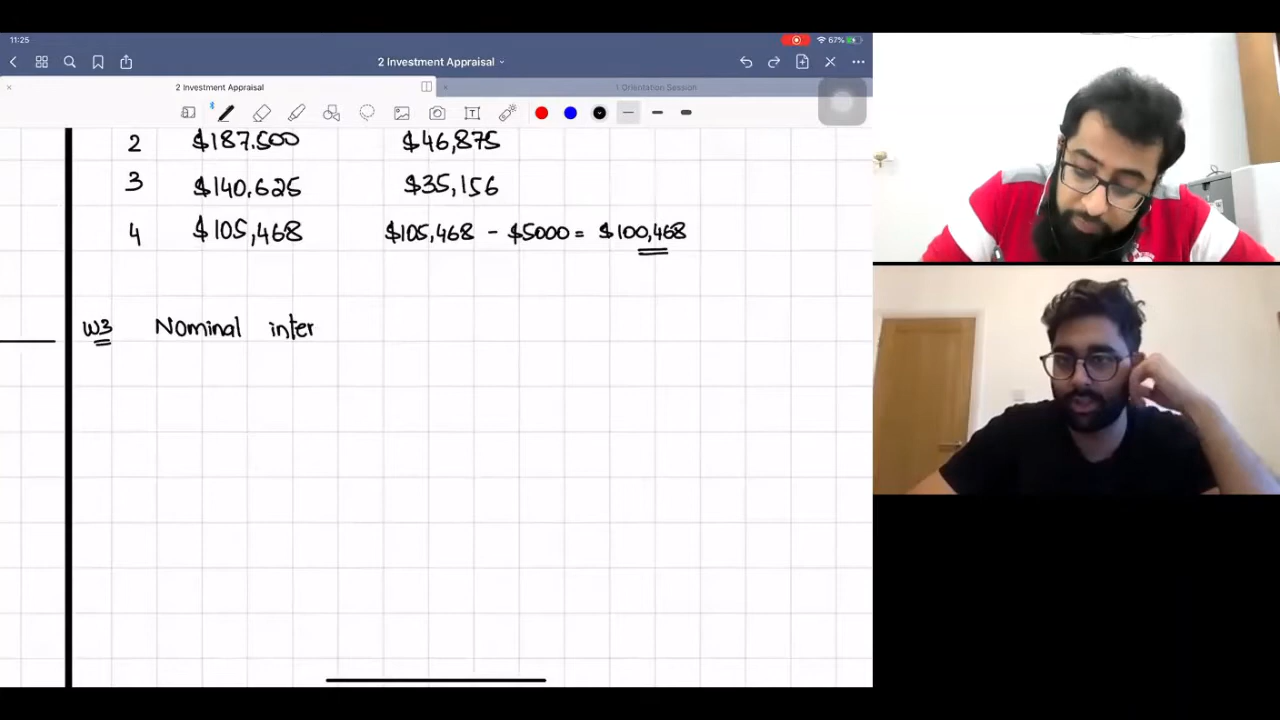 11:25
67%
2 Investment Appraisal
2 Investment Appraisal
1 Orientation Session
T
2 $187.500 $46,875
3 $140,625 $35,156
4 $105,468 $105,468 - $5000 = $100,468
W3 Nominal inter